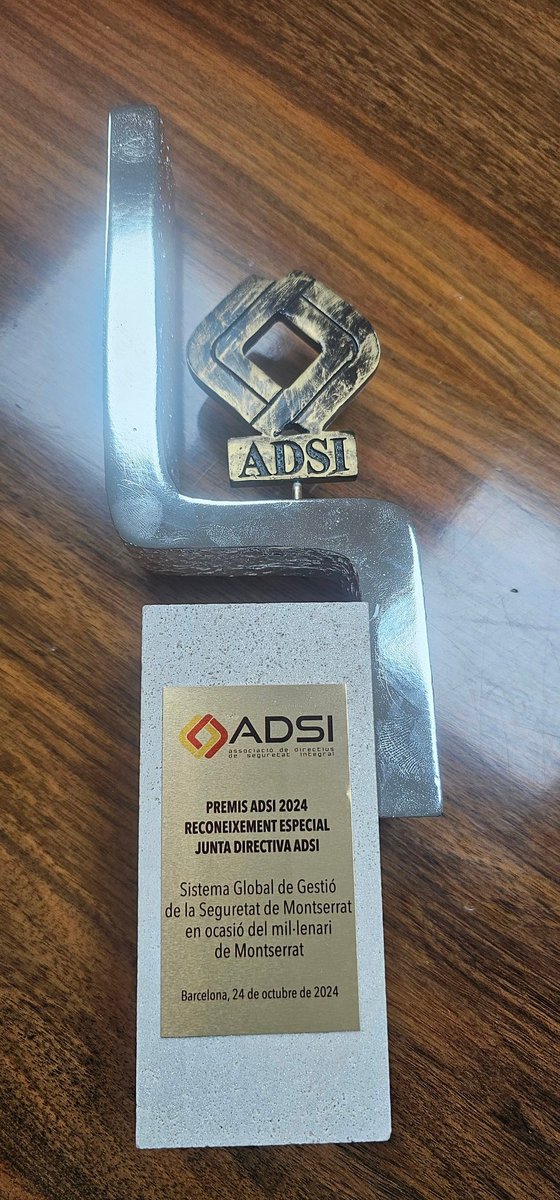 ADSI
ADSI
associació de directius
de seguretat integral
PREMIS ADSI 2024
RECONEIXEMENT ESPECIAL
JUNTA DIRECTIVA ADSI
Sistema Global de Gestió
de la Seguretat de Montserrat
en ocasió del mil·lenari
de Montserrat
Barcelona, 24 de octubre de 2024